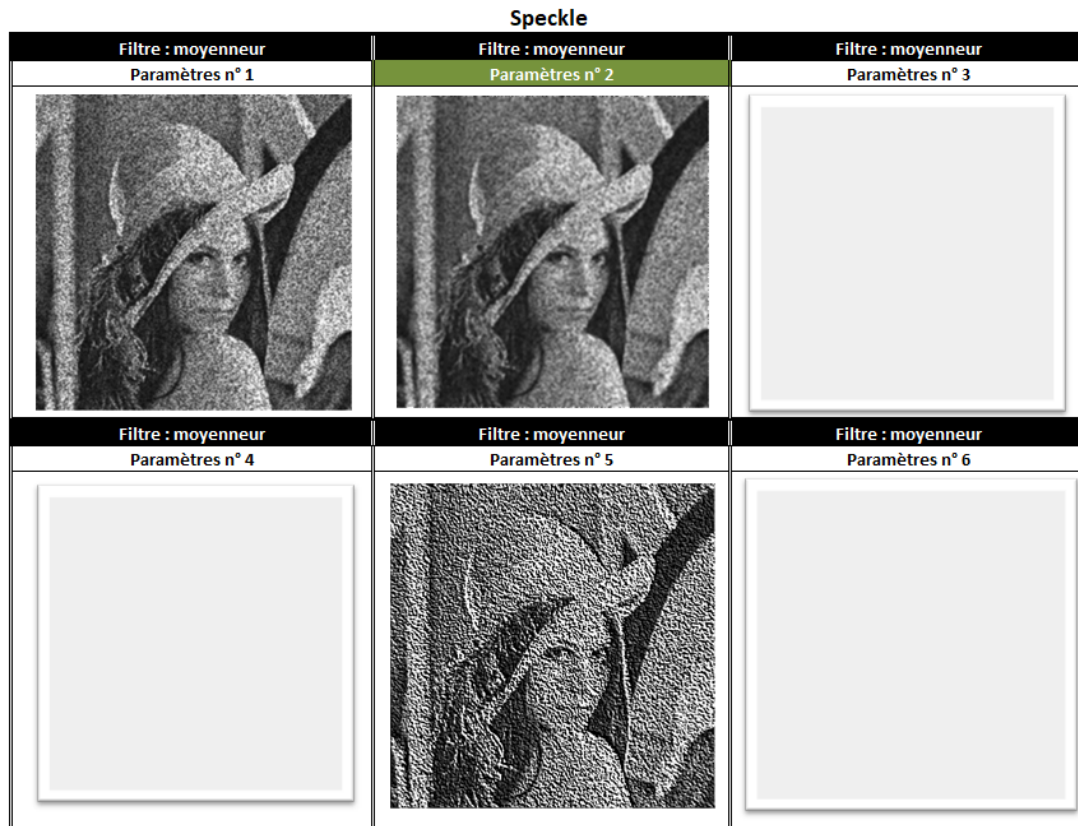 Speckle
Filtre : moyenneur
Filtre : moyenneur
Filtre : moyenneur
Paramètres n° 1
Paramètres n° 2
Paramètres n° 3
Filtre : moyenneur
Filtre : moyenneur
Filtre : moyenneur
Paramètres n° 4
Paramètres n° 5
Paramètres n° 6